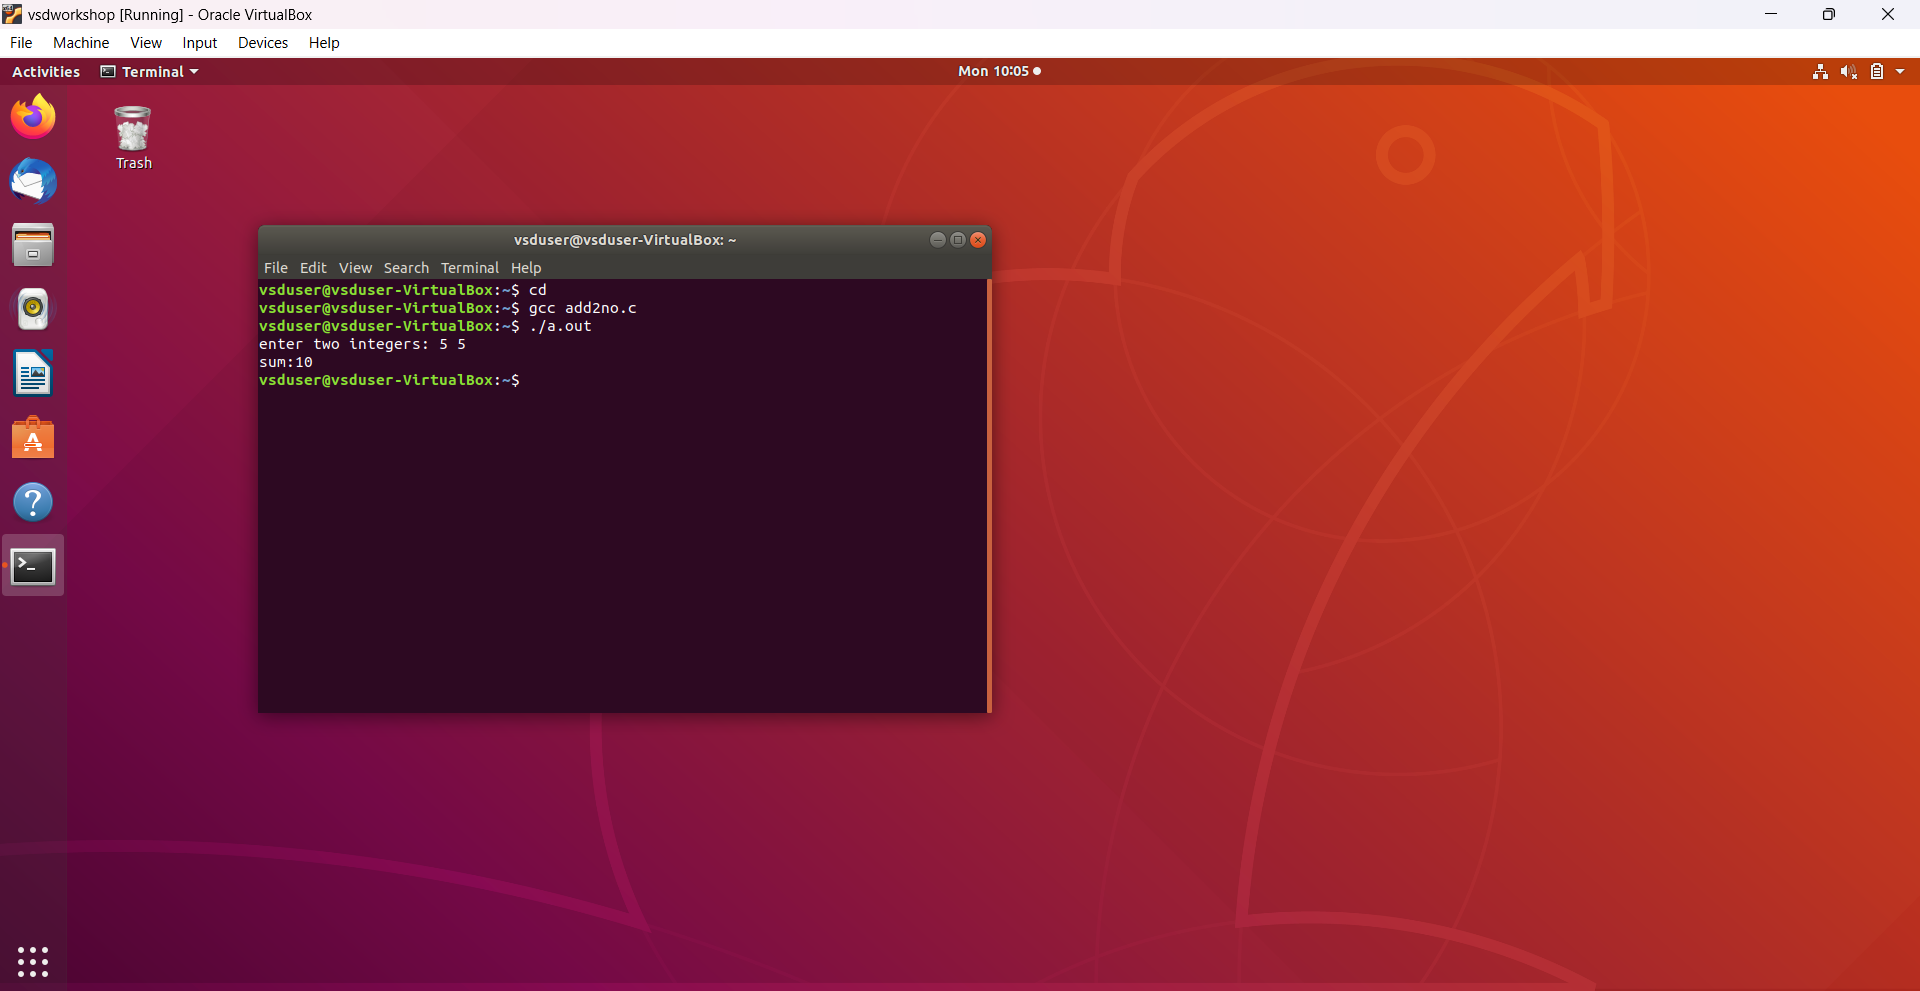 vsdworkshop [Running] - Oracle VirtualBox
File Machine View Input Devices Help
Activities Terminal Mon 10:05
Trash
vsduser@vsduser-VirtualBox: ~
File Edit View Search Terminal Help
vsduser@vsduser-VirtualBox:~$ cd
vsduser@vsduser-VirtualBox:~$ gcc add2no.c
vsduser@vsduser-VirtualBox:~$ ./a.out
enter two integers: 5 5
sum:10
vsduser@vsduser-VirtualBox:~$